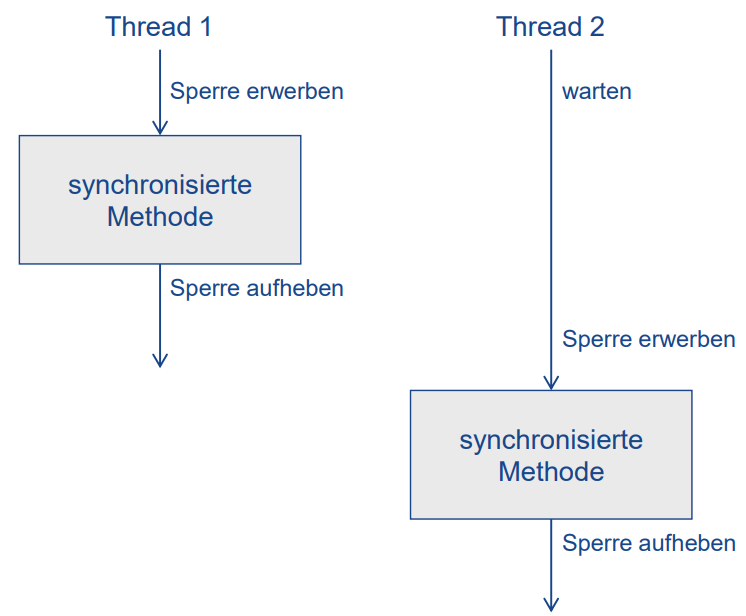 Thread 1
Sperre erwerben
synchronisierte
Methode
Sperre aufheben
Thread 2
warten
Sperre erwerben
synchronisierte
Methode
Sperre aufheben